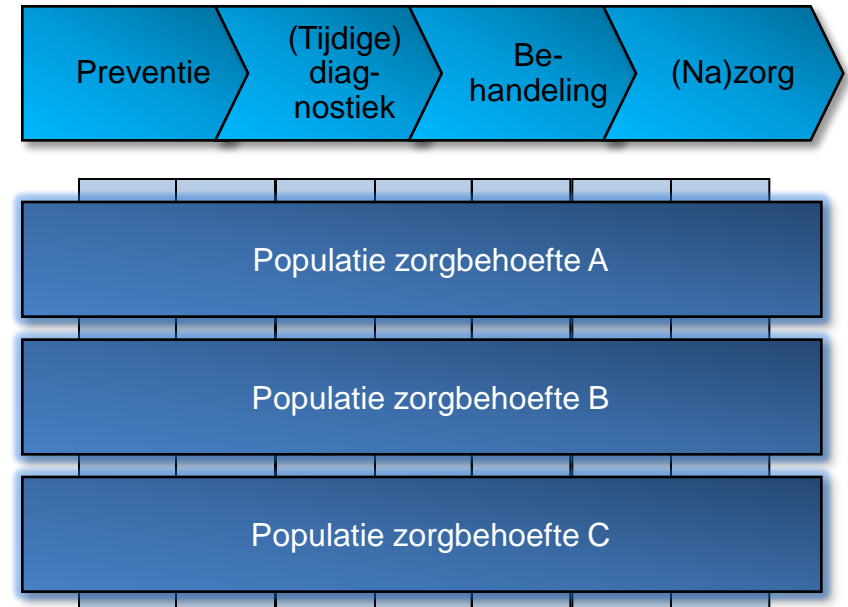 Preventie
(Tijdige)
diag-
nostiek
Be-
handeling
(Na)zorg
Populatie zorgbehoefte A
Populatie zorgbehoefte B
Populatie zorgbehoefte C